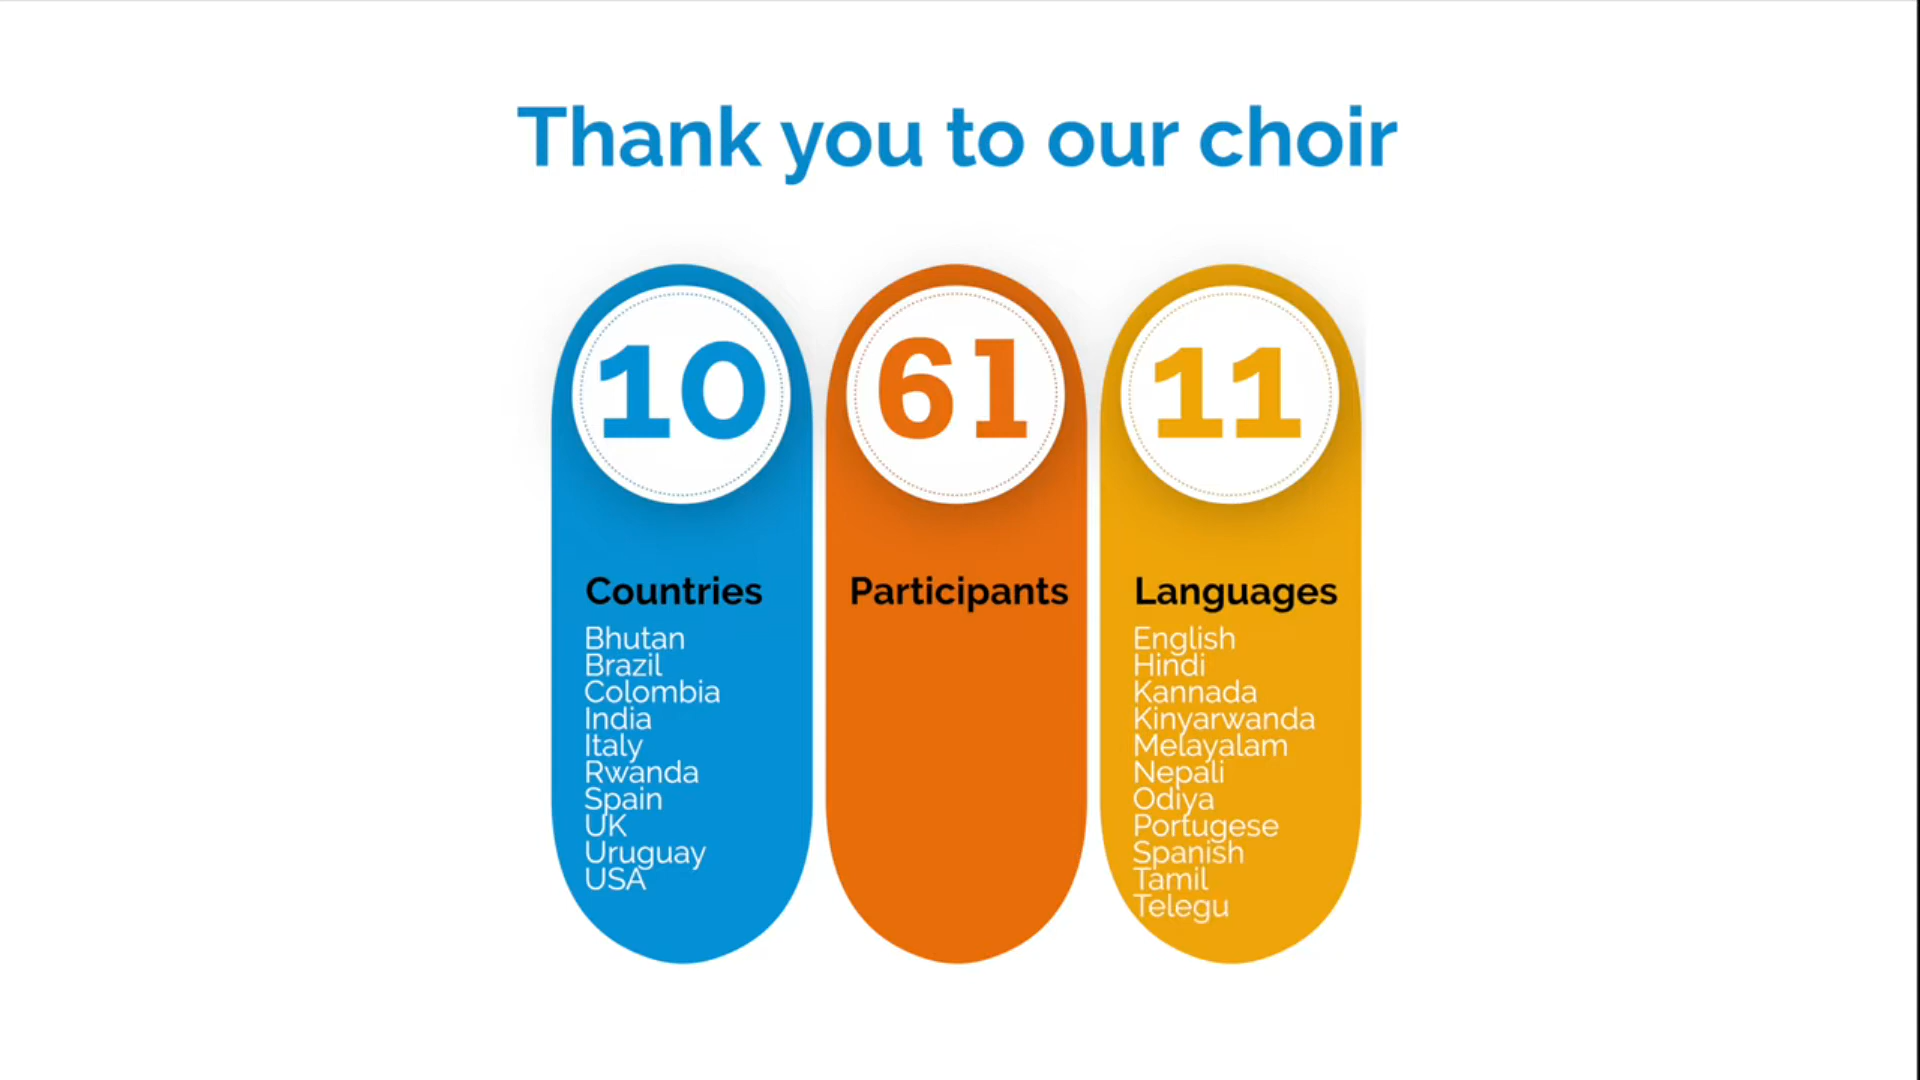 Thank you to our choir
10
Countries
Bhutan
Brazil
Colombia
India
Italy
Rwanda
Spain
UK
Uruguay
USA
61
Participants
11
Languages
English
Hindi
Kannada
Kinyarwanda
Melayalam
Nepali
Odiya
Portugese
Spanish
Tamil
Telegu